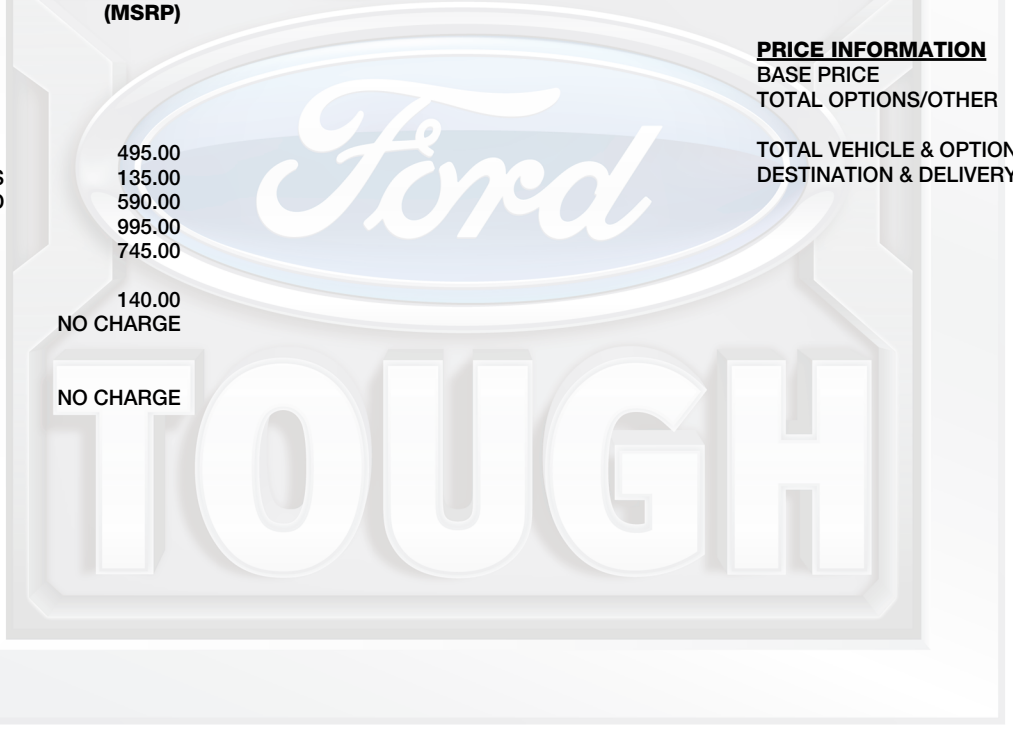 (MSRP)
495.00
S 135.00
590.00
995.00
745.00
140.00
NO CHARGE
NO CHARGE
PRICE INFORMATION
BASE PRICE
TOTAL OPTIONS/OTHER
TOTAL VEHICLE & OPTION
DESTINATION & DELIVERY
Ford
TOUGH